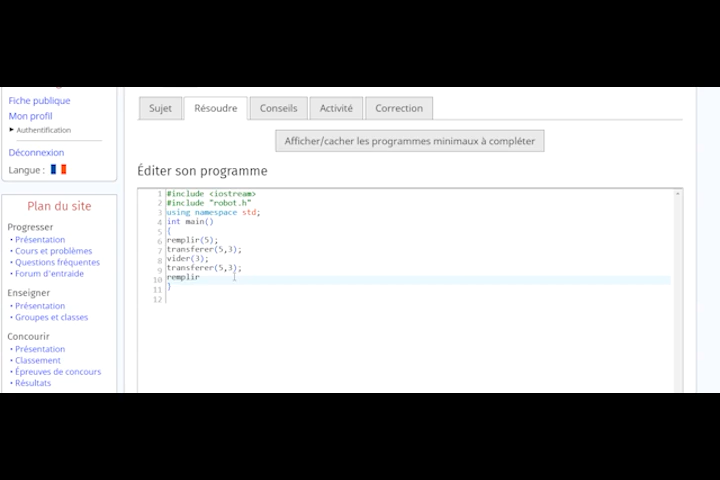 Fiche publique
Mon profil
Authentification
Déconnexion
Langue :
Plan du site
Progresser
• Présentation
• Cours et problèmes
• Questions fréquentes
• Forum d'entraide
Enseigner
• Présentation
• Groupes et classes
Concourir
• Présentation
• Classement
• Épreuves de concours
• Résultats
Sujet Résoudre Conseils Activité Correction
Afficher/cacher les programmes minimaux à compléter
Éditer son programme
1 #include <iostream>
2 #include "robot.h"
3 using namespace std;
4 int main()
5 {
6 remplir(5);
7 transferer(5,3);
8 vider(3);
9 transferer(5,3);
10 remplir
11 }
12